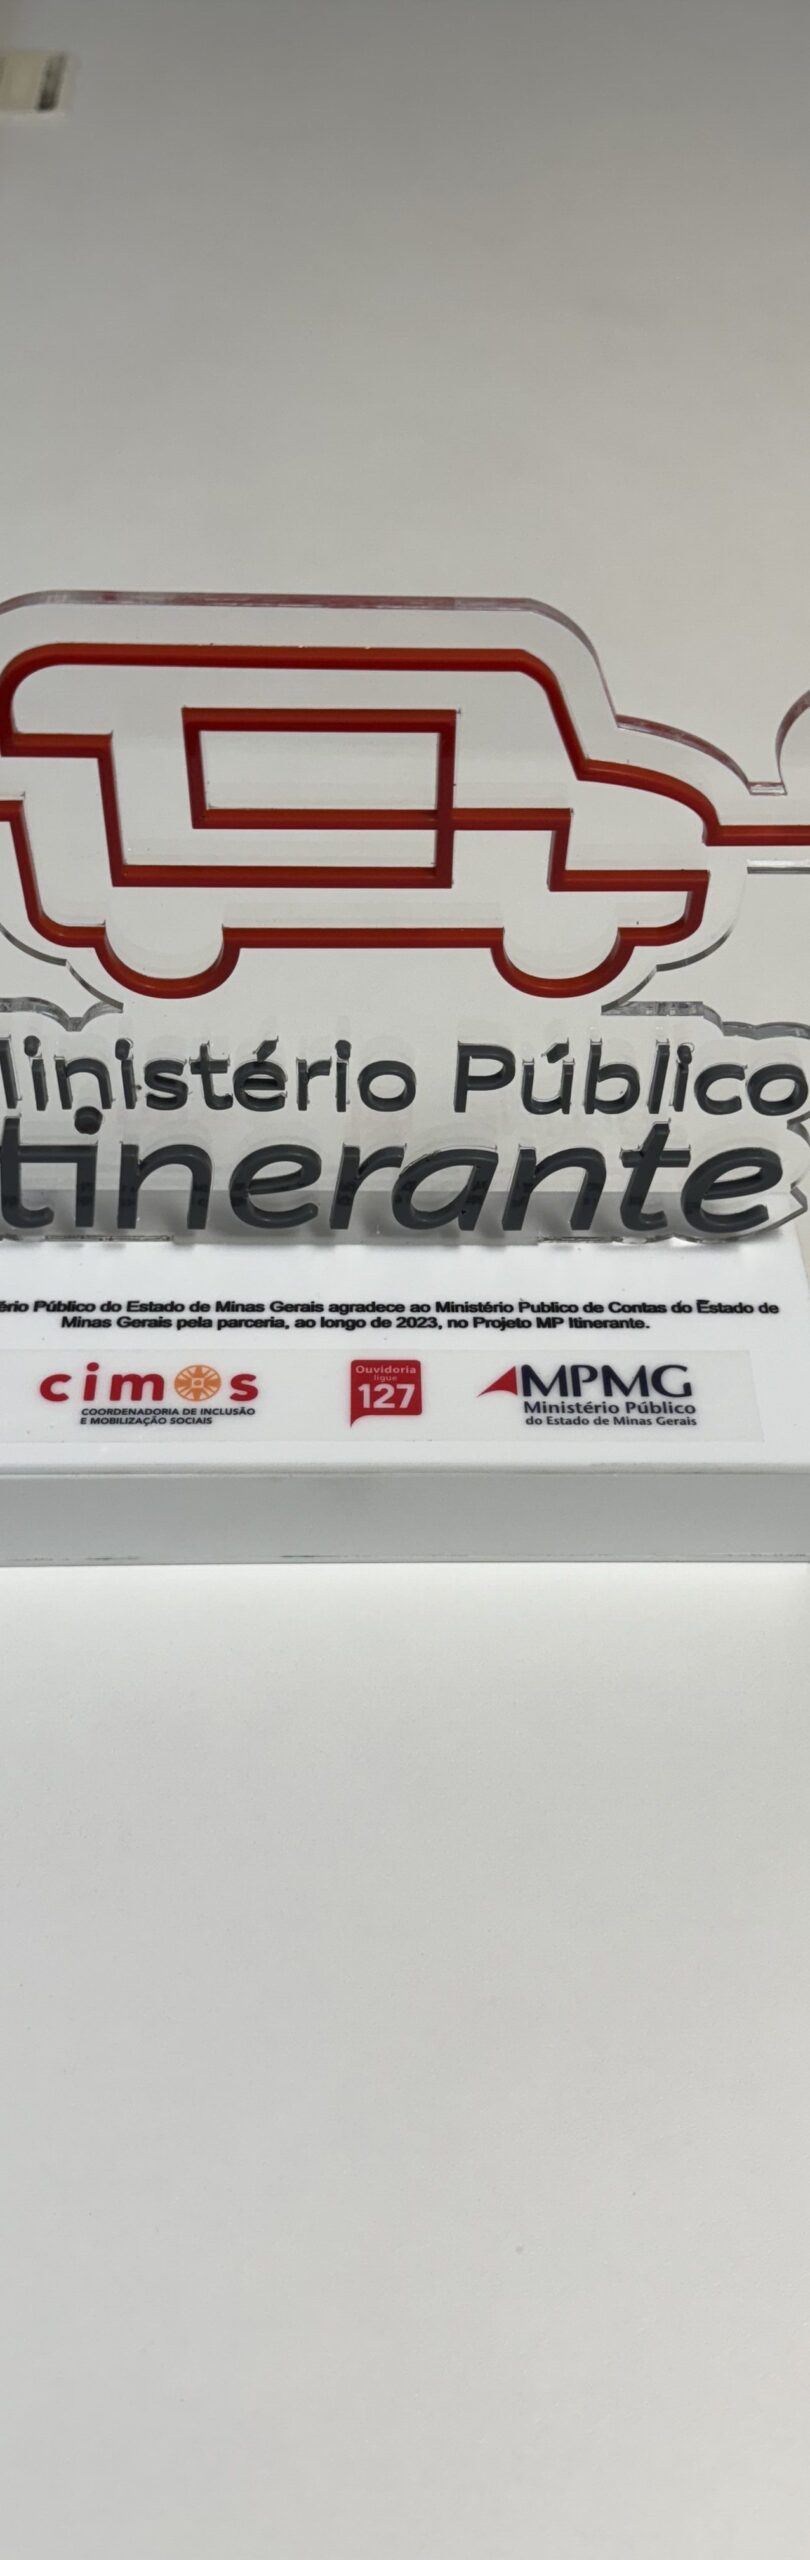 linistério Público
tinerante
ério Público do Estado de Minas Gerais agradece ao Ministério Publico de Contas do Estado de
Minas Gerais pela parceria, ao longo de 2023, no Projeto MP Itinerante.
cimos
COORDENADORIA DE INCLUSÃO
E MOBILIZAÇÃO SOCIAIS
Ouvidoria
ligue
127
MPMG
Ministério Público
do Estado de Minas Gerais